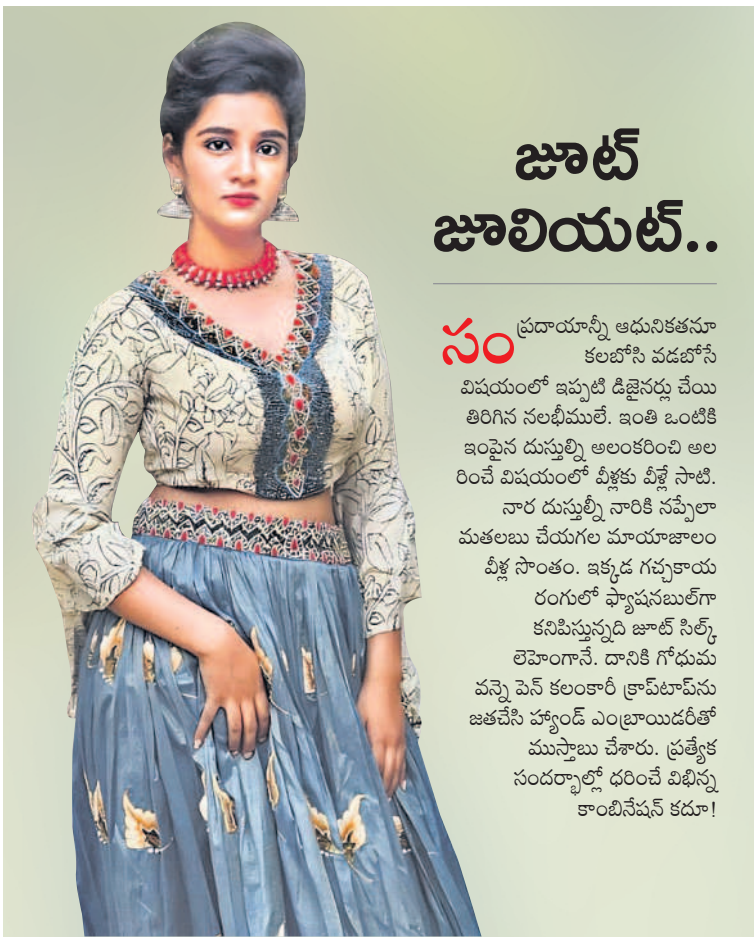 జూట్
జూలియట్..
సంప్రదాయాన్నీ ఆధునికతనూ
కలబోసి వడబోసే
విషయంలో ఇప్పటి డిజైనర్లు చేయి
తిరిగిన నలభీములే. ఇంతి ఒంటికి
ఇంపైన దుస్తుల్ని అలంకరించి అల
రించే విషయంలో వీళ్లకు వీళ్లే సాటి.
నార దుస్తుల్నీ నారికి నప్పేలా
మతలబు చేయగల మాయాజాలం
వీళ్ల సొంతం. ఇక్కడ గచ్చకాయ
రంగులో ఫ్యాషనబుల్‌గా
కనిపిస్తున్నది జూట్ సిల్క్
లెహెంగానే. దానికి గోధుమ
వన్నె పెన్ కలంకారీ క్రాప్‌టాప్‌ను
జతచేసి హ్యాండ్ ఎంబ్రాయిడరీతో
ముస్తాబు చేశారు. ప్రత్యేక
సందర్భాల్లో ధరించే విభిన్న
కాంబినేషన్ కదూ!